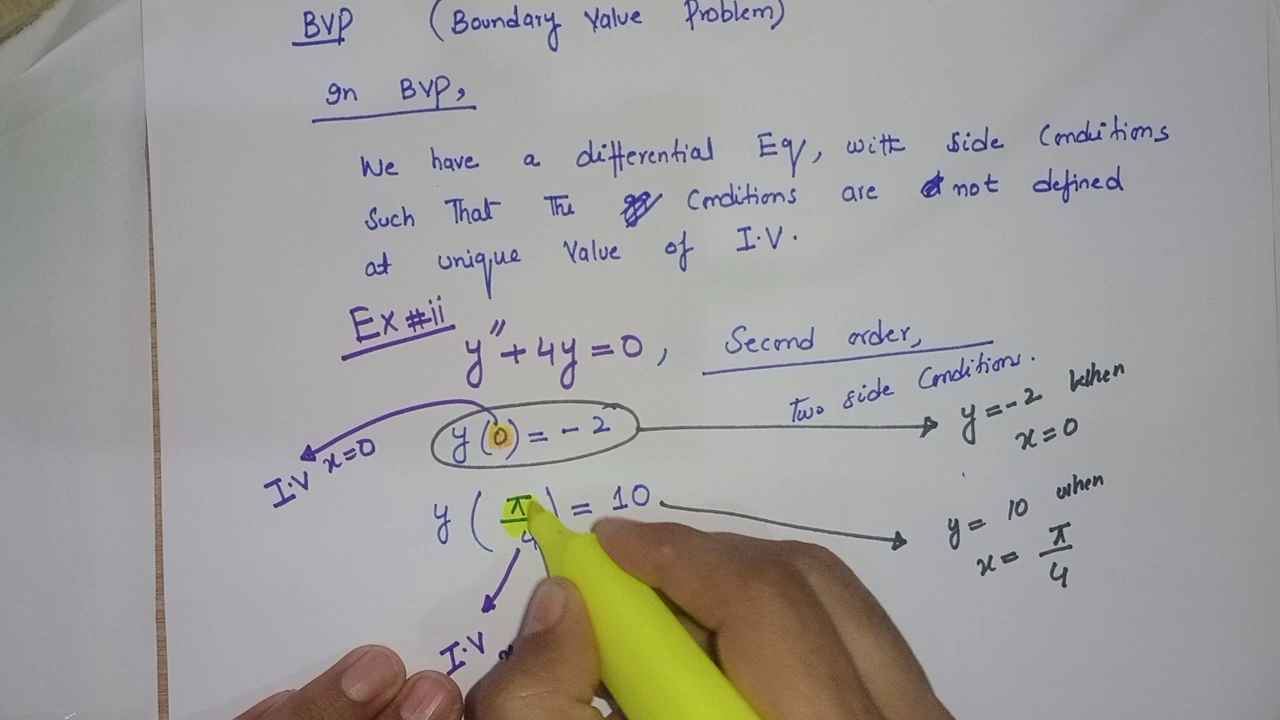 BVP (Boundary Value Problem)
In BVP,
We have a differential Eq, with side Conditions
Such That The Conditions are not defined
at unique Value of I.V.
Ex #ii
y'' + 4y = 0, Second order,
Two side Conditions.
y(0) = -2
y = -2 when
x = 0
I.V x=0
y(π/4) = 10
y = 10 when
x = π/4
I.V